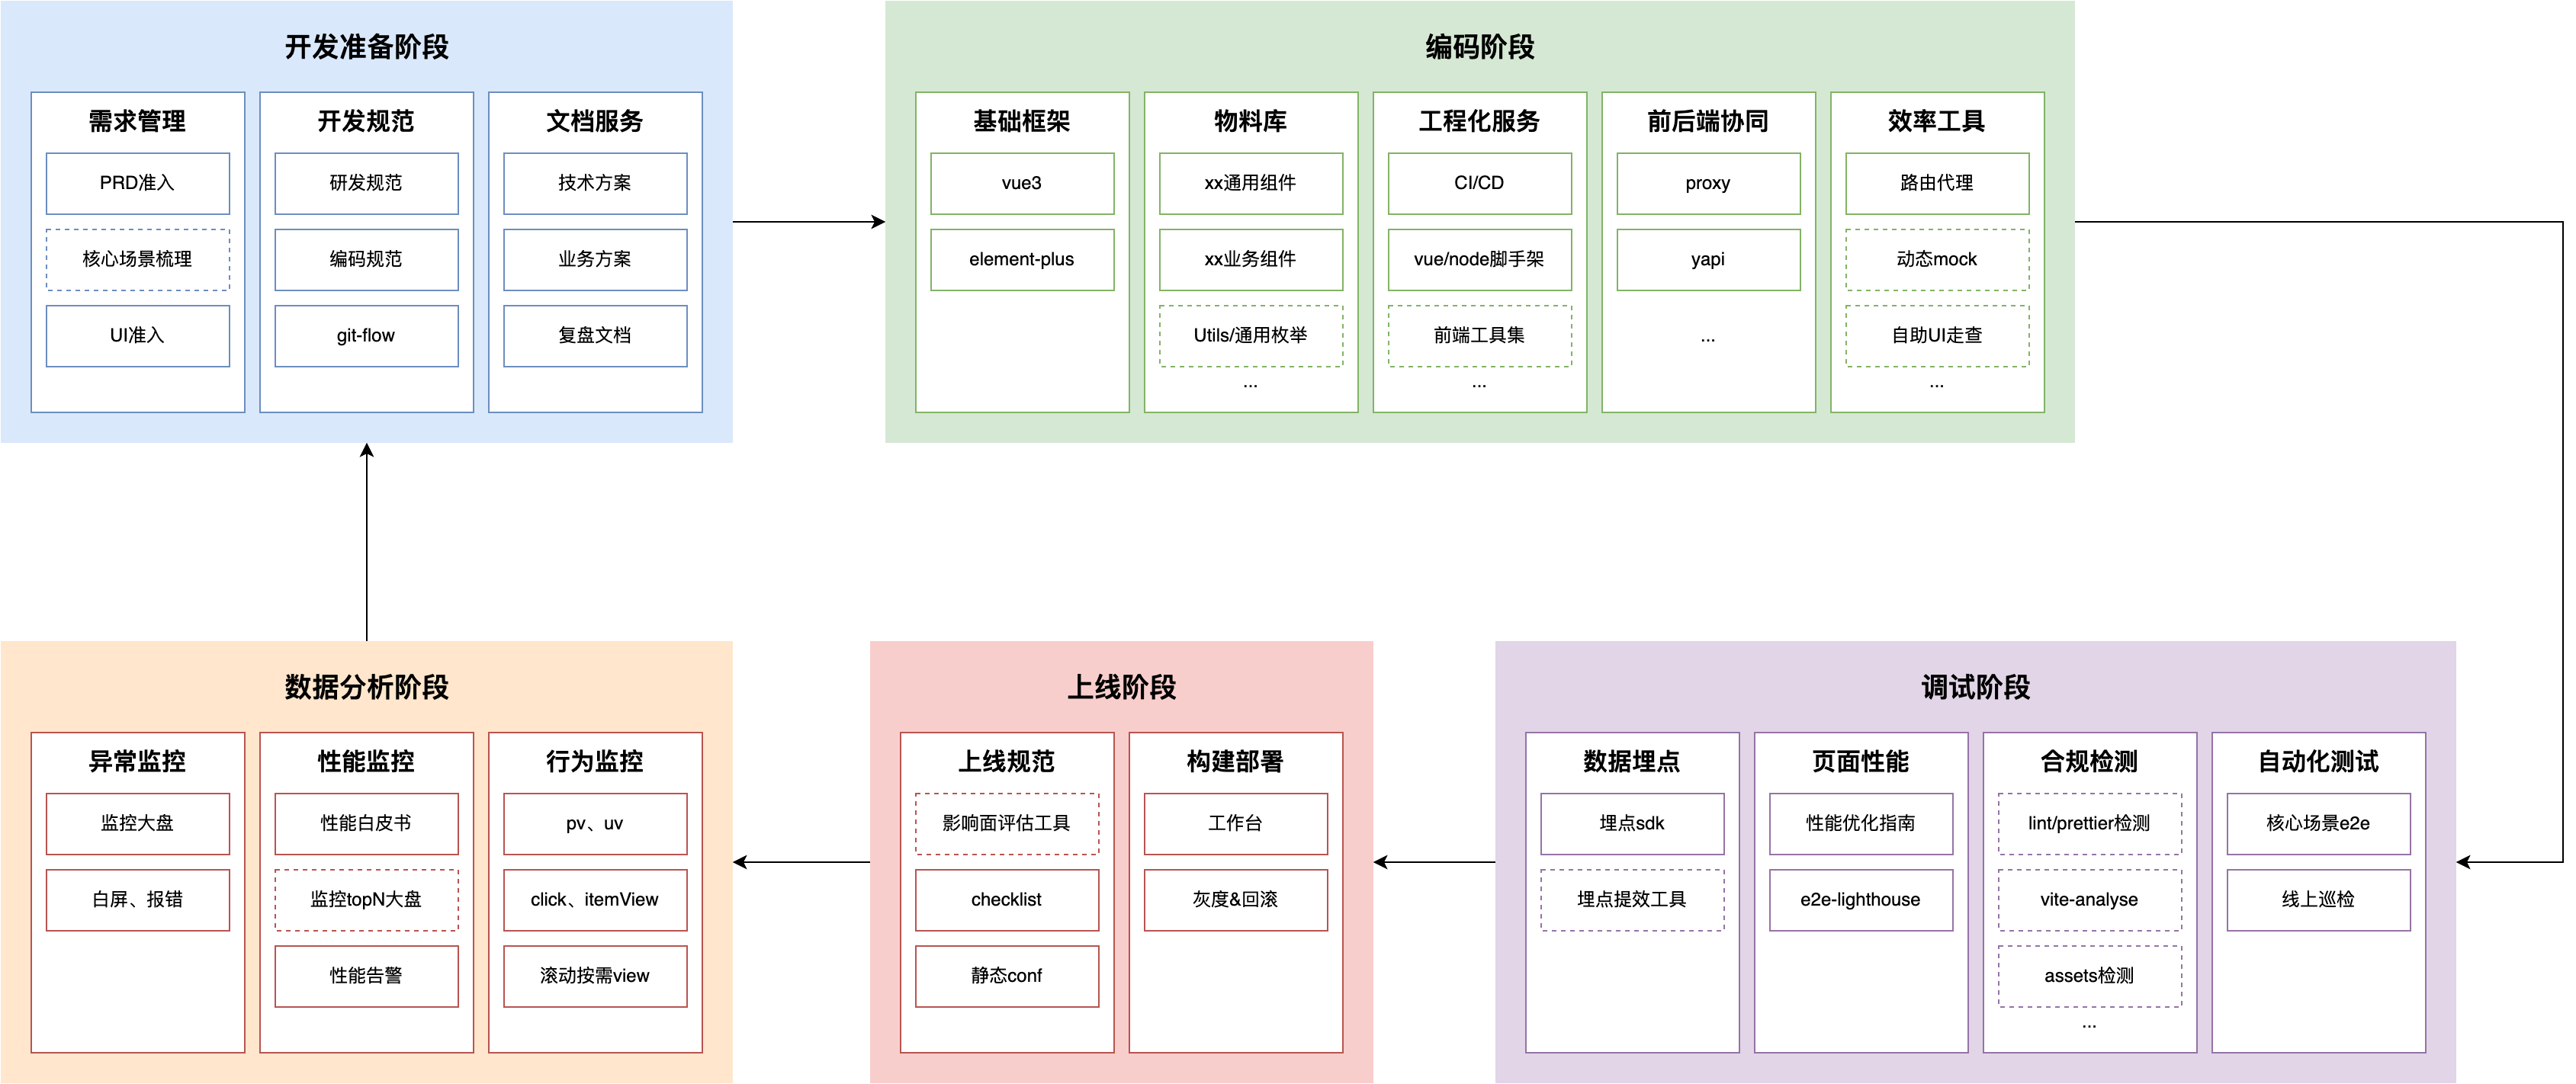 开发准备阶段
需求管理
PRD准入
核心场景梳理
UI准入
开发规范
研发规范
编码规范
git-flow
文档服务
技术方案
业务方案
复盘文档
编码阶段
基础框架
vue3
element-plus
物料库
xx通用组件
xx业务组件
Utils/通用枚举
...
工程化服务
CI/CD
vue/node脚手架
前端工具集
...
前后端协同
proxy
yapi
...
效率工具
路由代理
动态mock
自助UI走查
...
数据分析阶段
异常监控
监控大盘
白屏、报错
性能监控
性能白皮书
监控topN大盘
性能告警
行为监控
pv、uv
click、itemView
滚动按需view
上线阶段
上线规范
影响面评估工具
checklist
静态conf
构建部署
工作台
灰度&回滚
调试阶段
数据埋点
埋点sdk
埋点提效工具
页面性能
性能优化指南
e2e-lighthouse
合规检测
lint/prettier检测
vite-analyse
assets检测
...
自动化测试
核心场景e2e
线上巡检